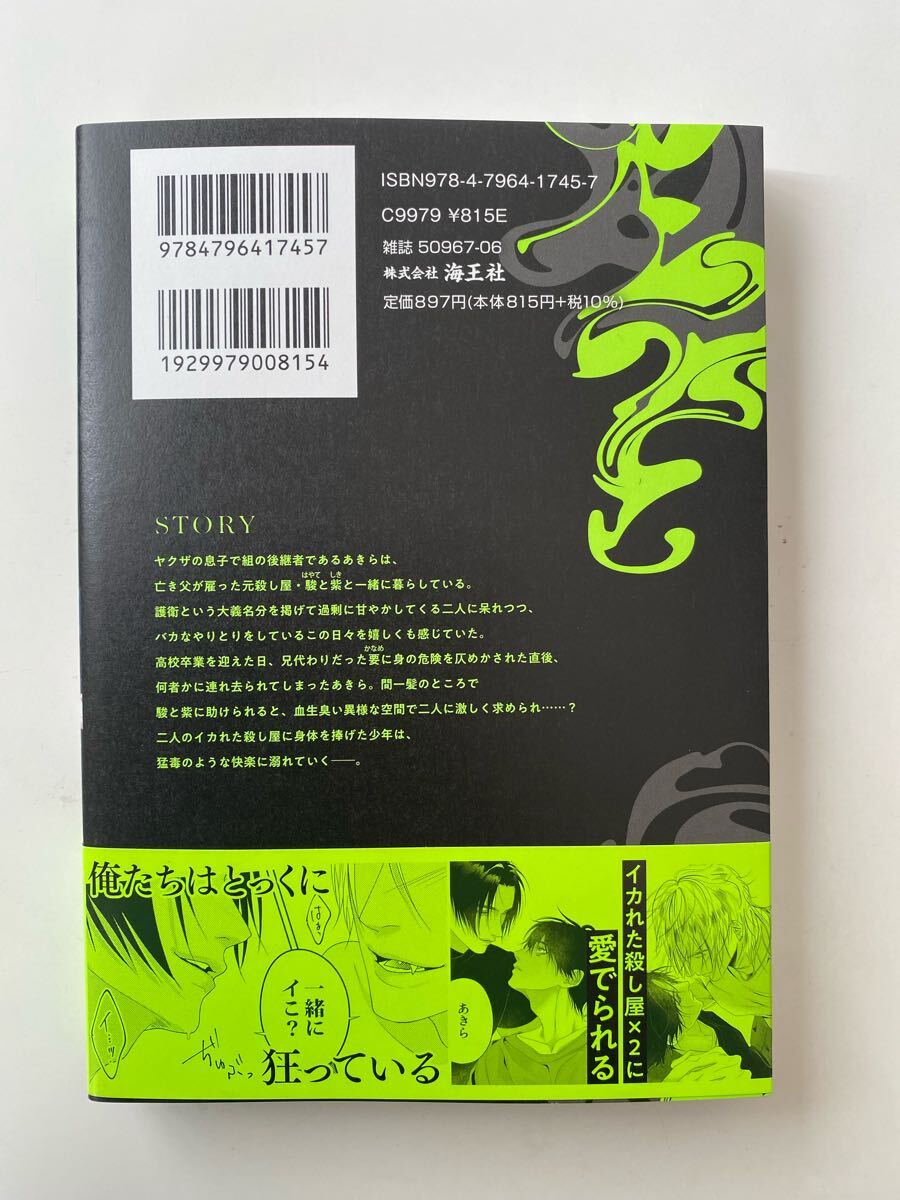 ISBN978-4-7964-1745-7
C9979 ¥815E
雑誌 50967-06
株式会社 海王社
定価897円(本体815円+税10%)
9784796417457
1929979008154
STORY
ヤクザの息子で組の後継者であるあきらは、
亡き父が雇った元殺し屋・駿と紫と一緒に暮らしている。
はやて しき
護衛という大義名分を掲げて過剰に甘やかしてくる二人に呆れつつ、
バカなやりとりをしているこの日々を嬉しくも感じていた。
高校卒業を迎えた日、兄代わりだった要に身の危険を仄めかされた直後、
かなめ
何者かに連れ去られてしまったあきら。間一髪のところで
駿と紫に助けられると、血生臭い異様な空間で二人に激しく求められ……?
二人のイカれた殺し屋に身体を捧げた少年は、
猛毒のような快楽に溺れていく——。
俺たちはとっくに
狂っている
はぁっ
一緒に
イこ?
イ…ッ
あきら
イカれた殺し屋×2に
愛でられる